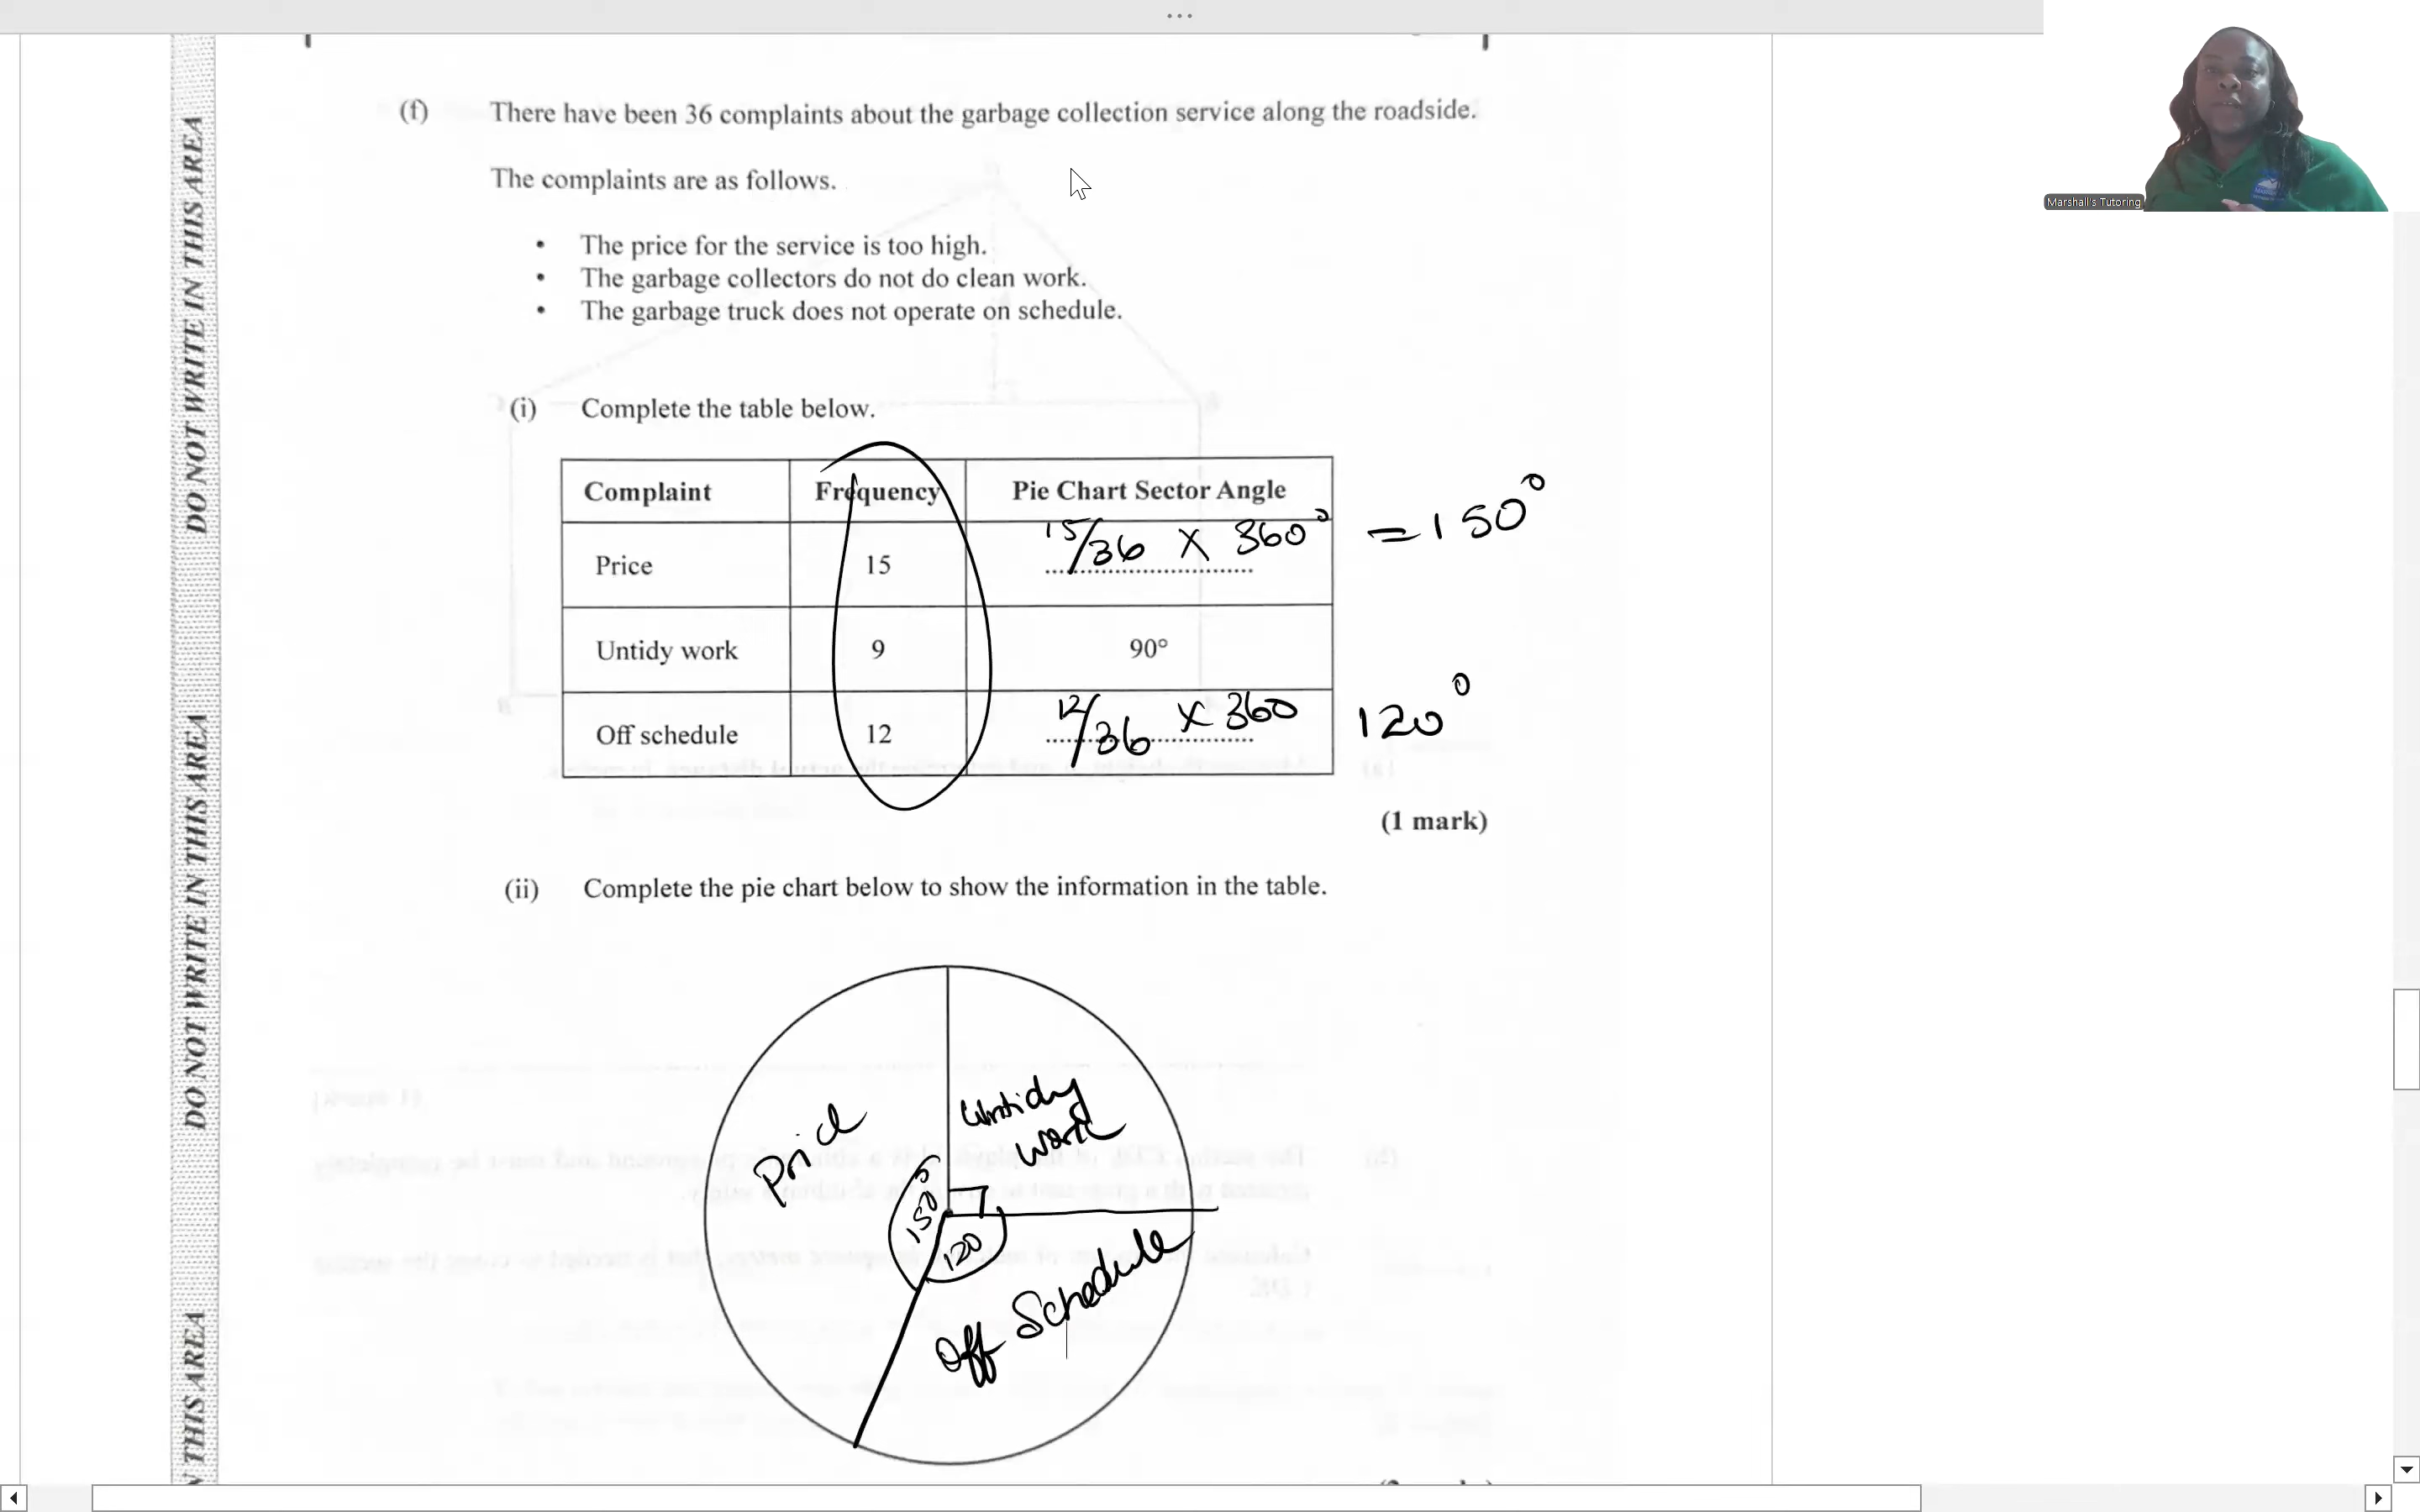 ...
(f) There have been 36 complaints about the garbage collection service along the roadside.
Marshall's Tutoring
The complaints are as follows.
• The price for the service is too high.
• The garbage collectors do not do clean work.
• The garbage truck does not operate on schedule.
(i) Complete the table below.
Complaint Frequency Pie Chart Sector Angle
Price 15 15/36 × 360° = 150°
Untidy work 9 90°
Off schedule 12 12/36 × 360 120°
(1 mark)
(ii) Complete the pie chart below to show the information in the table.
Untidy
work
150°
120
Off Schedule
DO NOT WRITE IN THIS AREA
DO NOT WRITE IN THIS AREA
THIS AREA